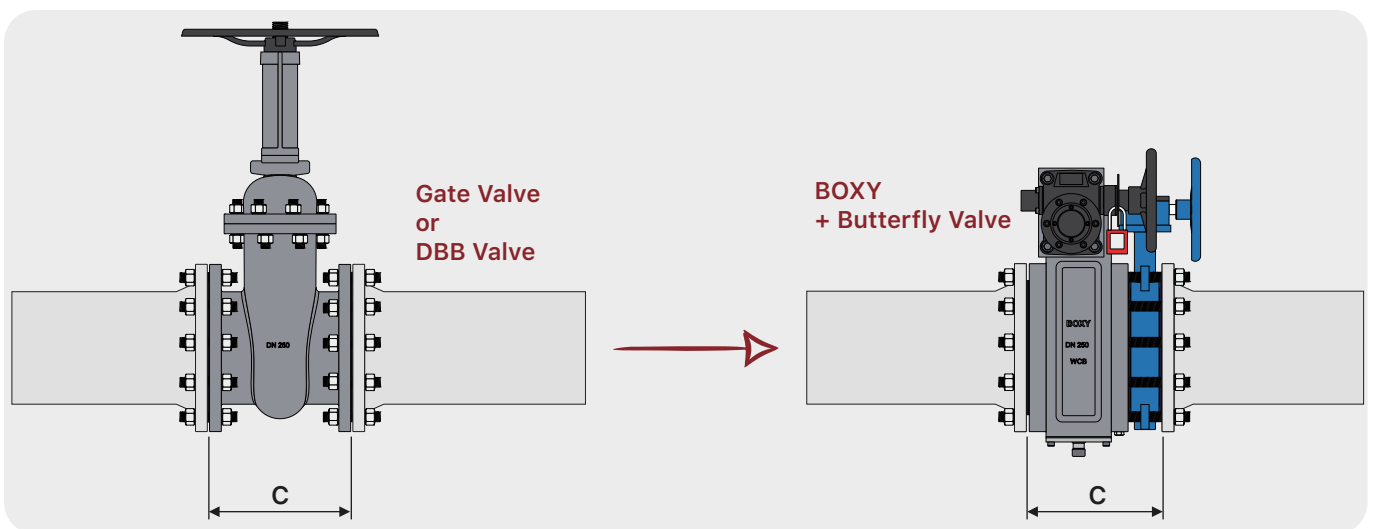 Gate Valve
or
DBB Valve
DN 250
C
BOXY
+ Butterfly Valve
BOXY
DN 250
WCB
C